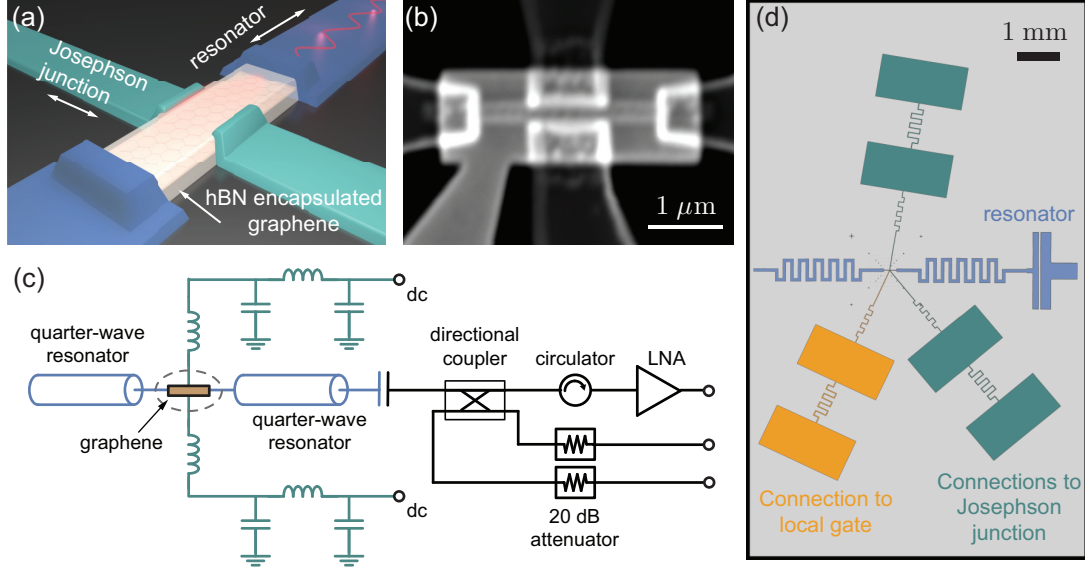 (a)
Josephson
junction
resonator
hBN encapsulated
graphene
(b)
1 μm
(c)
dc
quarter-wave
resonator
graphene
quarter-wave
resonator
dc
directional
coupler
circulator
LNA
20 dB
attenuator
(d)
1 mm
resonator
Connection to
local gate
Connections to
Josephson
junction